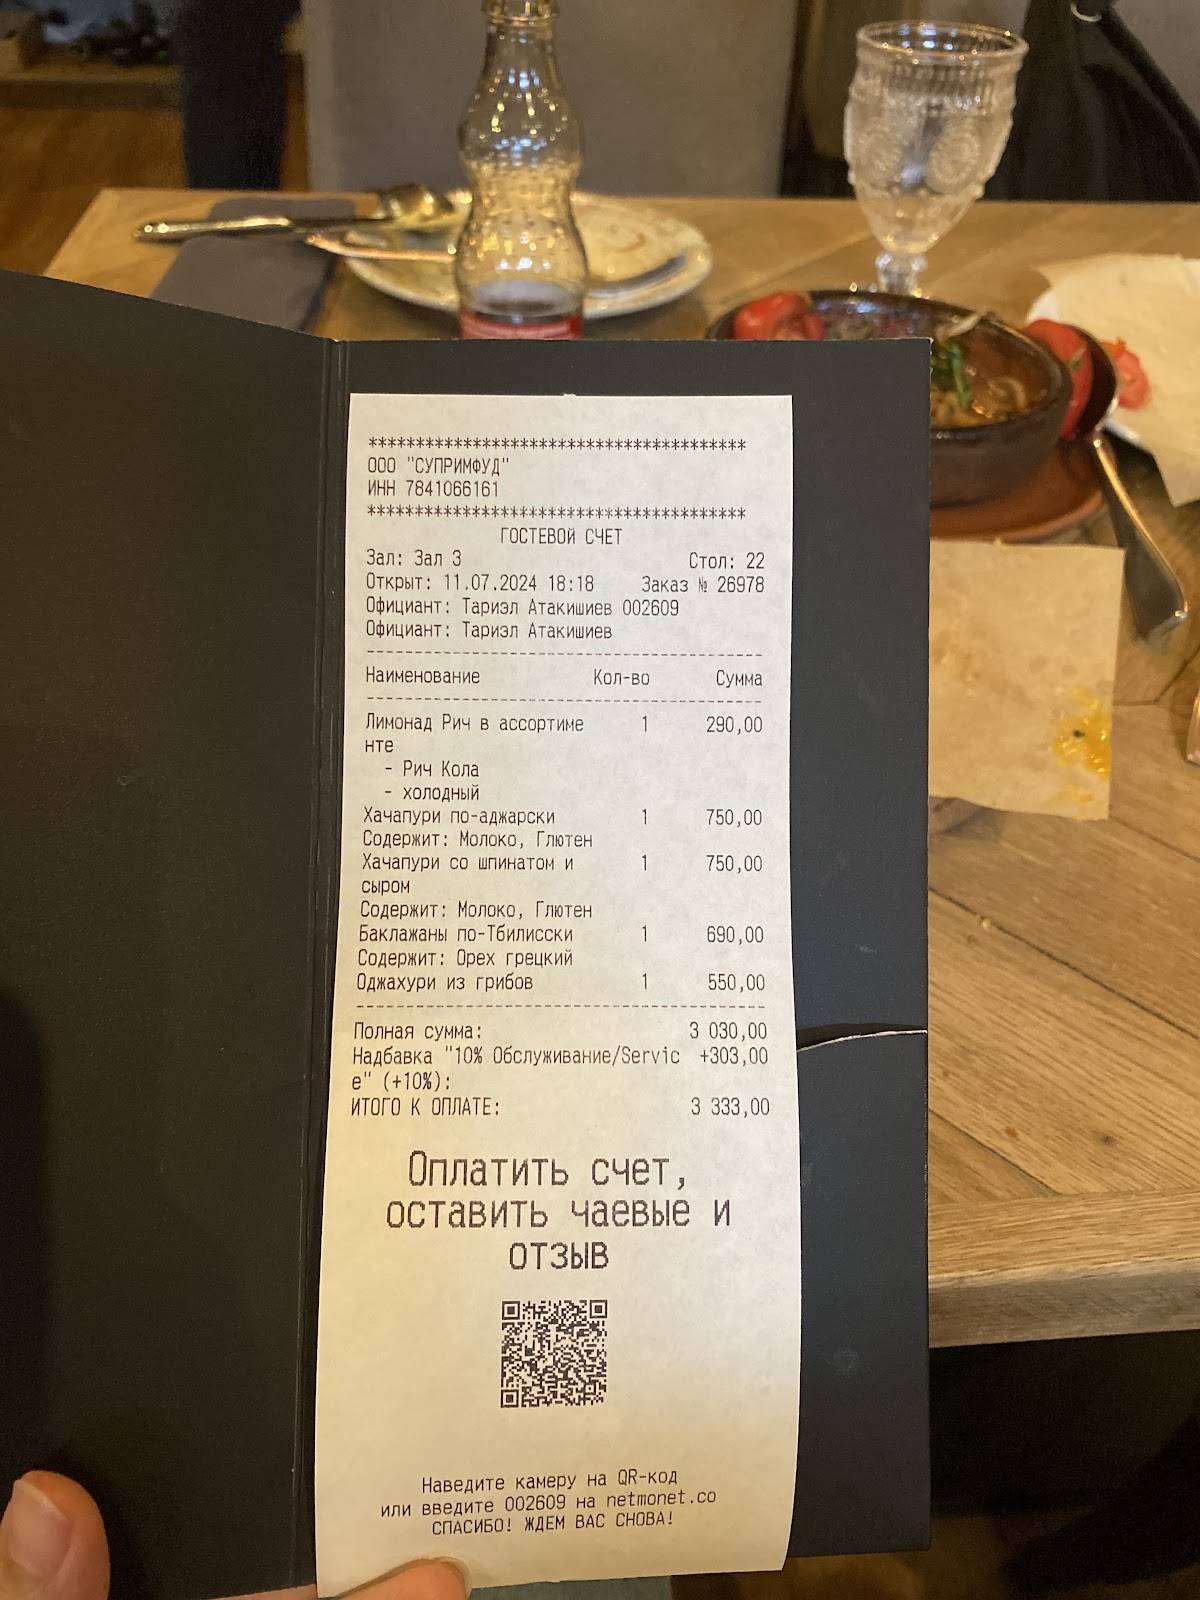 ****************************************
ООО "СУПРИМФУД"
ИНН 7841066161
****************************************
ГОСТЕВОЙ СЧЕТ
Зал: Зал 3 Стол: 22
Открыт: 11.07.2024 18:18 Заказ № 26978
Официант: Тариэл Атакишиев 002609
Официант: Тариэл Атакишиев
Наименование Кол-во Сумма
Лимонад Рич в ассортиме 1 290,00
нте
- Рич Кола
- холодный
Хачапури по-аджарски 1 750,00
Содержит: Молоко, Глютен
Хачапури со шпинатом и 1 750,00
сыром
Содержит: Молоко, Глютен
Баклажаны по-Тбилисски 1 690,00
Содержит: Орех грецкий
Оджахури из грибов 1 550,00
Полная сумма: 3 030,00
Надбавка "10% Обслуживание/Servic +303,00
e" (+10%):
ИТОГО К ОПЛАТЕ: 3 333,00
Оплатить счет,
оставить чаевые и
отзыв
Наведите камеру на QR-код
или введите 002609 на netmonet.co
СПАСИБО! ЖДЕМ ВАС СНОВА!